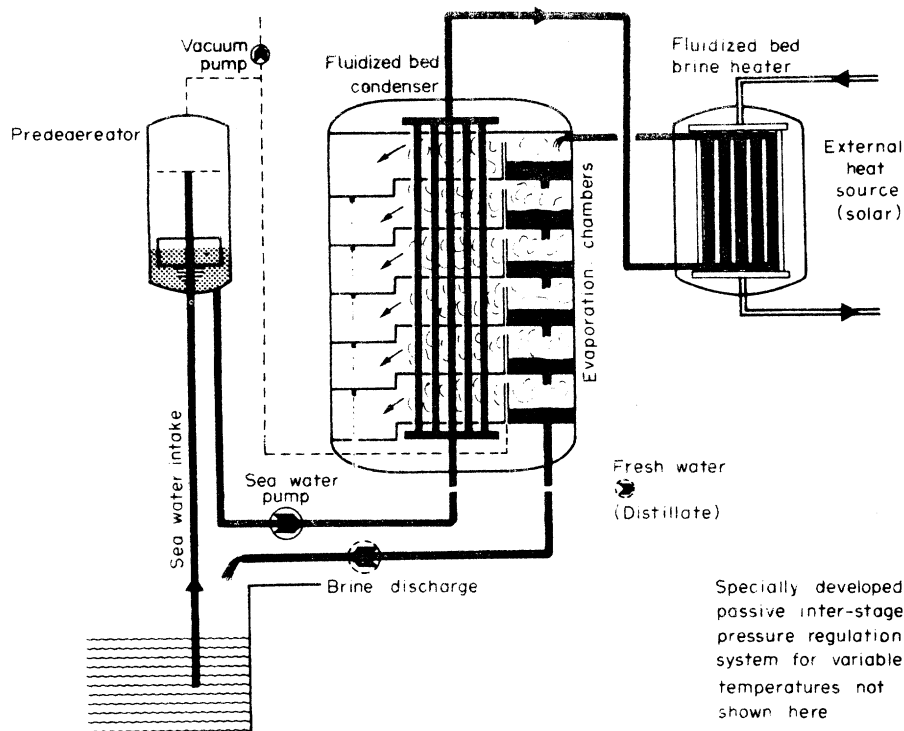 Vacuum
pump
Predeaereator
Fluidized bed
condenser
Fluidized bed
brine heater
External
heat
source
(solar)
Evaporation chambers
Sea water intake
Sea water
pump
Fresh water
(Distillate)
Brine discharge
Specially developed
passive inter-stage
pressure regulation
system for variable
temperatures not
shown here